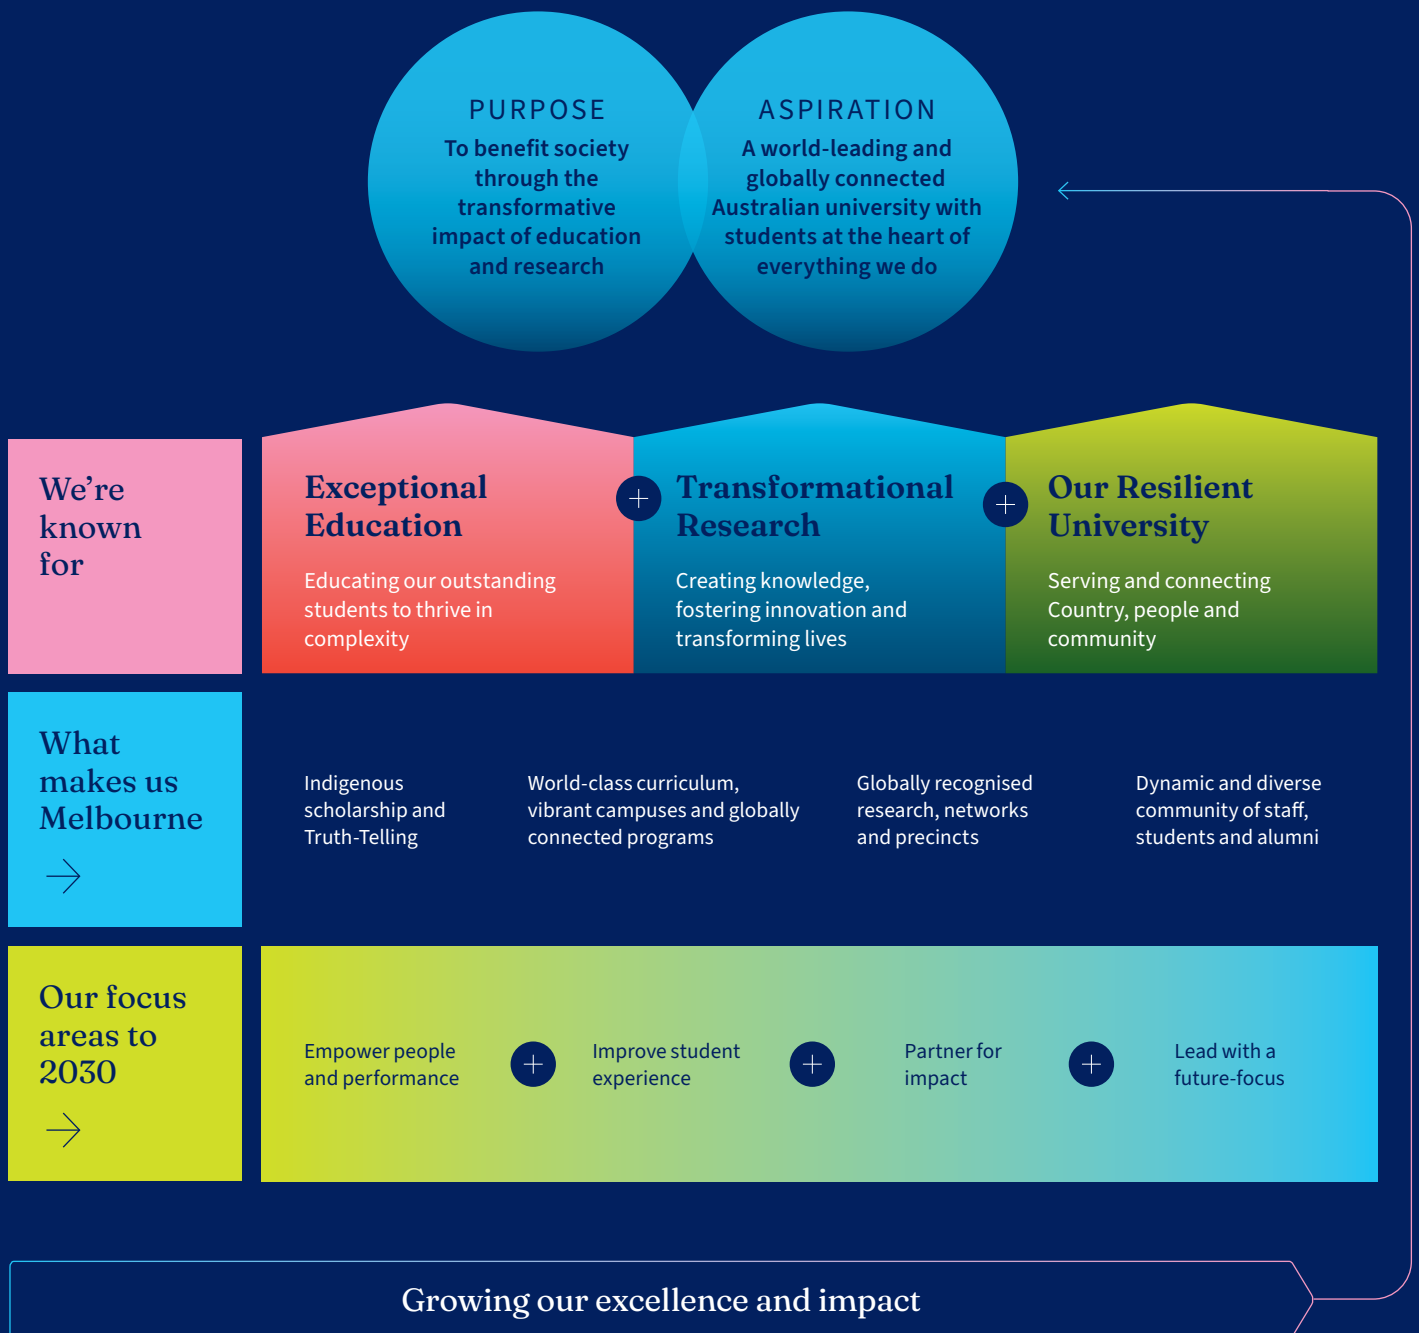 PURPOSE
To benefit society
through the
transformative
impact of education
and research
ASPIRATION
A world-leading and
globally connected
Australian university with
students at the heart of
everything we do
We’re
known
for
Exceptional
Education
Educating our outstanding
students to thrive in
complexity
Transformational
Research
Creating knowledge,
fostering innovation and
transforming lives
Our Resilient
University
Serving and connecting
Country, people and
community
What
makes us
Melbourne
Indigenous
scholarship and
Truth-Telling
World-class curriculum,
vibrant campuses and globally
connected programs
Globally recognised
research, networks
and precincts
Dynamic and diverse
community of staff,
students and alumni
Our focus
areas to
2030
Empower people
and performance
Improve student
experience
Partner for
impact
Lead with a
future-focus
Growing our excellence and impact